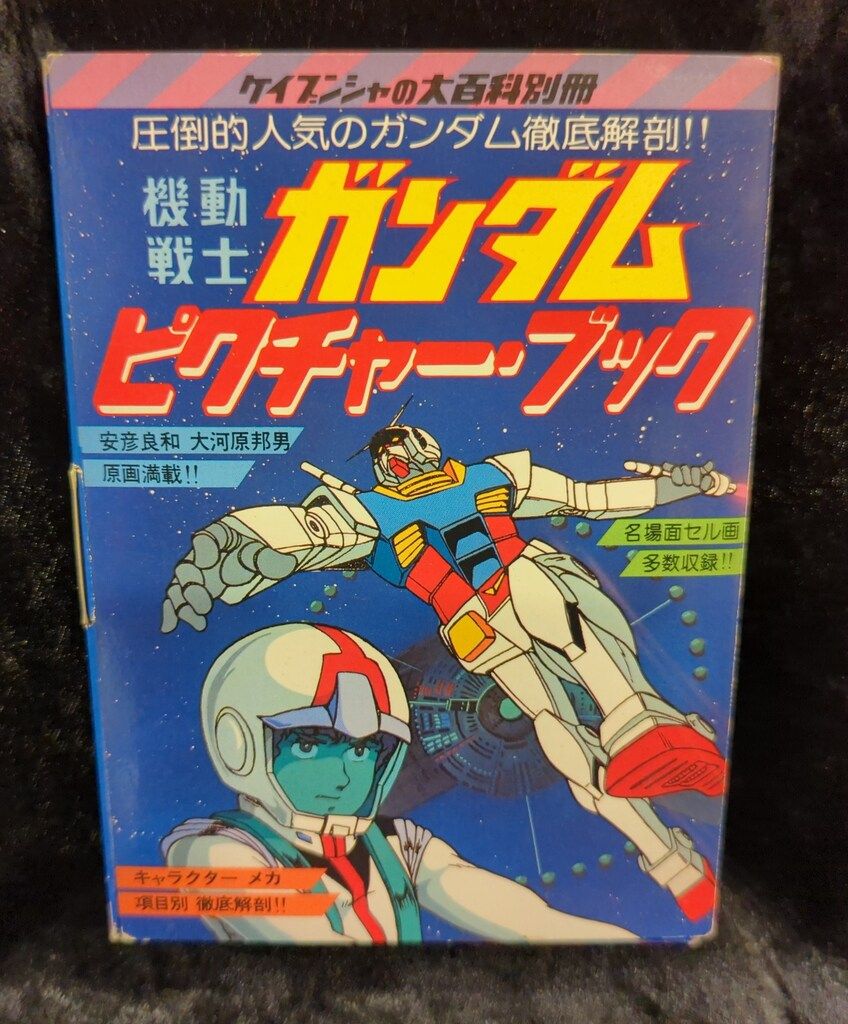 ケイブンシャの大百科別冊
圧倒的人気のガンダム徹底解剖!!
機動
戦士
ガンダム
ピクチャー・ブック
安彦良和 大河原邦男
原画満載!!
名場面セル画
多数収録!!
キャラクター メカ
項目別 徹底解剖!!